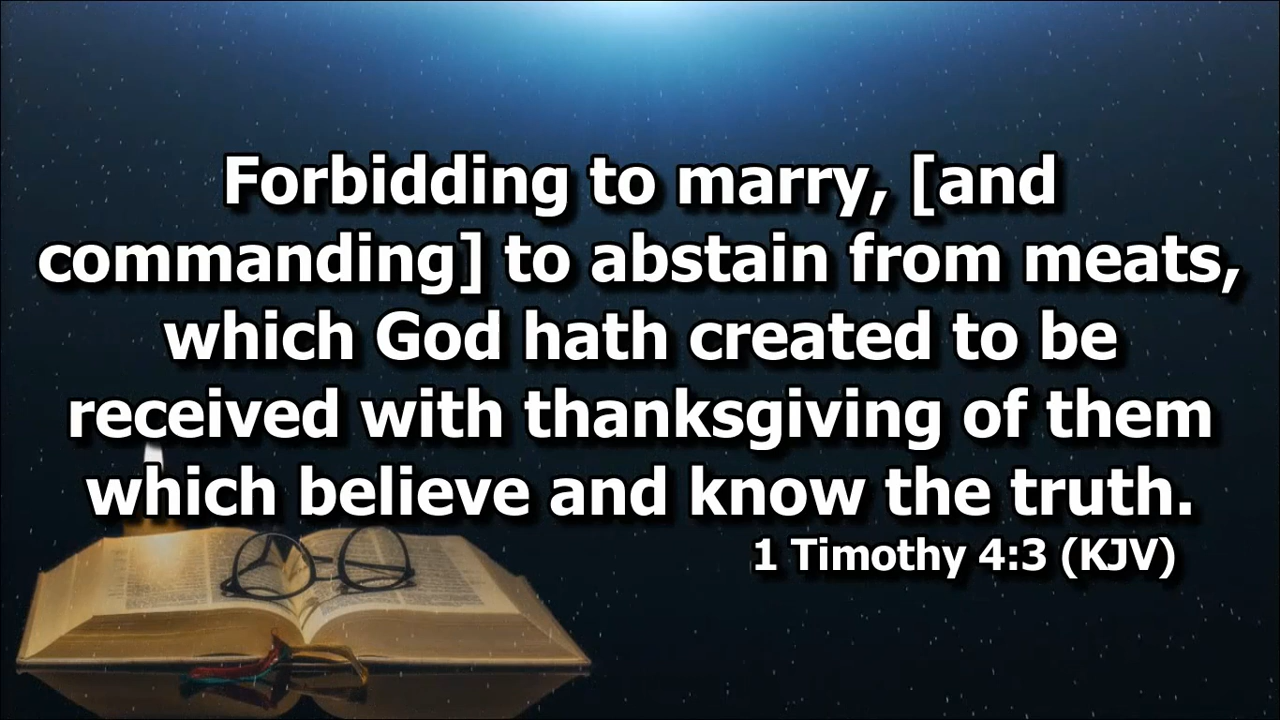 Forbidding to marry, [and
commanding] to abstain from meats,
which God hath created to be
received with thanksgiving of them
which believe and know the truth.
1 Timothy 4:3 (KJV)